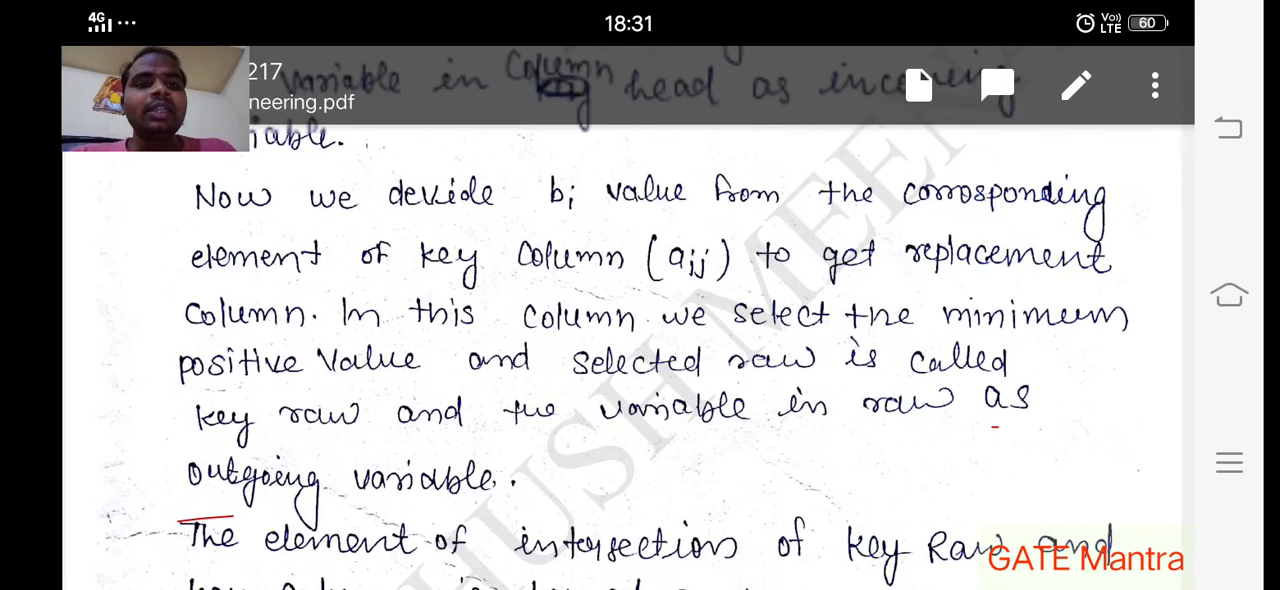 4G
18:31
Vo)) LTE 60
217
variable in column head as incoming
neering.pdf
iable.
Now we devide bi value from the corrosponding
element of key column (aij) to get replacement
column. In this column we select the minimum
positive value and selected raw is called
key raw and the variable in raw as
outgoing variable.
The element of intersection of key Raw and
GATE Mantra